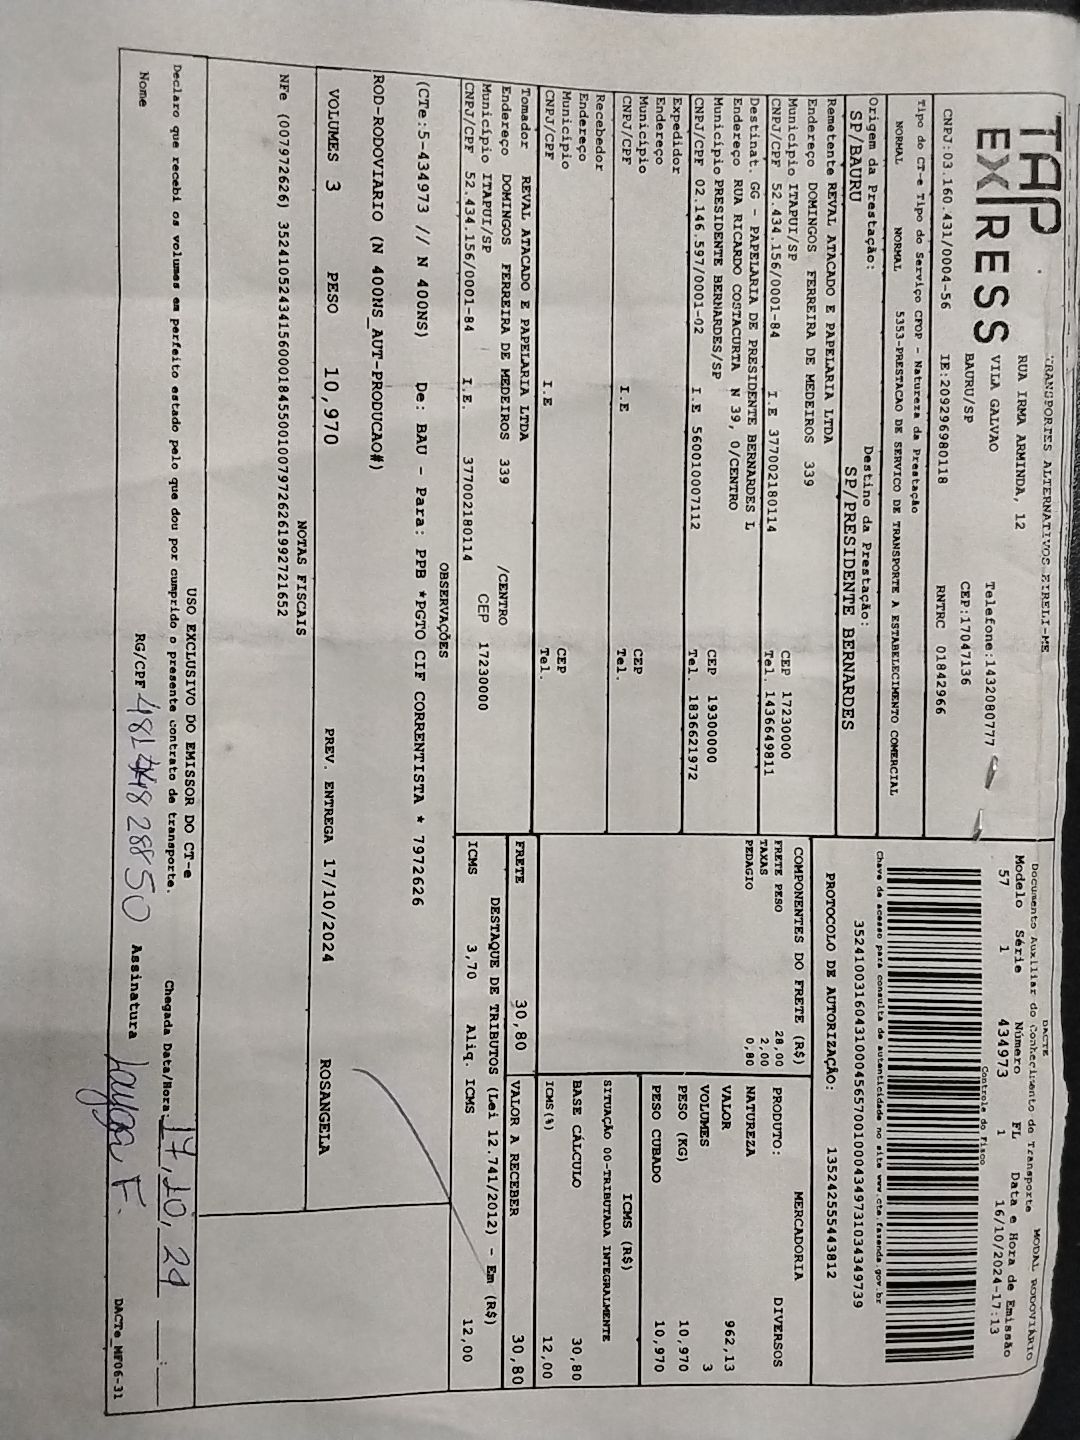 TAP
EXPRESS
TRANSPORTES ALTERNATIVOS EIRELI-ME
RUA IRMA ARMINDA, 12
VILA GALVAO
BAURU/SP
Telefone:1432080777
CEP:17047136
CNPJ:03.160.431/0004-56 IE:209296980118 RNTRC 01842966
Tipo do CT-e Tipo do Serviço CFOP - Natureza da Prestação
NORMAL NORMAL 5353-PRESTACAO DE SERVICO DE TRANSPORTE A ESTABELECIMENTO COMERCIAL
Origem da Prestação: Destino da Prestação:
SP/BAURU SP/PRESIDENTE BERNARDES
Remetente REVAL ATACADO E PAPELARIA LTDA
Endereço DOMINGOS FERREIRA DE MEDEIROS 339
Município ITAPUI/SP CEP 17230000
CNPJ/CPF 52.434.156/0001-84 I.E 377002180114 Tel. 1436649811
Destinat. GG - PAPELARIA DE PRESIDENTE BERNARDES L
Endereço RUA RICARDO COSTACURTA N 39, 0/CENTRO
Município PRESIDENTE BERNARDES/SP CEP 19300000
CNPJ/CPF 02.146.597/0001-02 I.E 560010007112 Tel. 1836621972
Expedidor
Endereço
Município CEP
CNPJ/CPF I.E Tel.
Recebedor
Endereço
Município CEP
CNPJ/CPF I.E Tel.
Tomador REVAL ATACADO E PAPELARIA LTDA
Endereço DOMINGOS FERREIRA DE MEDEIROS 339 /CENTRO
Município ITAPUI/SP CEP 17230000
CNPJ/CPF 52.434.156/0001-84 I.E. 377002180114
DACTE MODAL RODOVIÁRIO
Documento Auxiliar do Conhecimento de Transporte
Modelo Série Número FL Data e Hora de Emissão
57 1 434973 1 16/10/2024-17:13
Controle do Fisco
Chave de acesso para consulta de autenticidade no site www.cte.fazenda.gov.br
35241003160431000456570010004349731034349739
PROTOCOLO DE AUTORIZAÇÃO: 135242555443812
COMPONENTES DO FRETE (R$)
FRETE PESO 28,00
TAXAS 2,00
PEDAGIO 0,80
PRODUTO: MERCADORIA
NATUREZA DIVERSOS
VALOR 962,13
VOLUMES 3
PESO (KG) 10,970
PESO CUBADO 10,970
ICMS (R$)
SITUAÇÃO 00-TRIBUTADA INTEGRALMENTE
BASE CÁLCULO 30,80
ICMS(%) 12,00
FRETE 30,80 VALOR A RECEBER 30,80
DESTAQUE DE TRIBUTOS (Lei 12.741/2012) - Em (R$)
ICMS 3,70 Aliq. ICMS 12,00
OBSERVAÇÕES
(CTe:5-434973 // N 400NS) De: BAU - Para: PPB *PGTO CIF CORRENTISTA * 7972626
ROD-RODOVIARIO (N 400NS_AUT-PRODUCAO#)
VOLUMES 3 PESO 10,970 PREV. ENTREGA 17/10/2024 ROSANGELA
NOTAS FISCAIS
NFe (007972626) 35241052434156000184550010079726261992721652
USO EXCLUSIVO DO EMISSOR DO CT-e
Declaro que recebi os volumes em perfeito estado pelo que dou por cumprido o presente contrato de transporte. Chegada Data/Hora 17,10,24 __:__
Nome RG/CPF Assinatura
DACTe_MF06-31